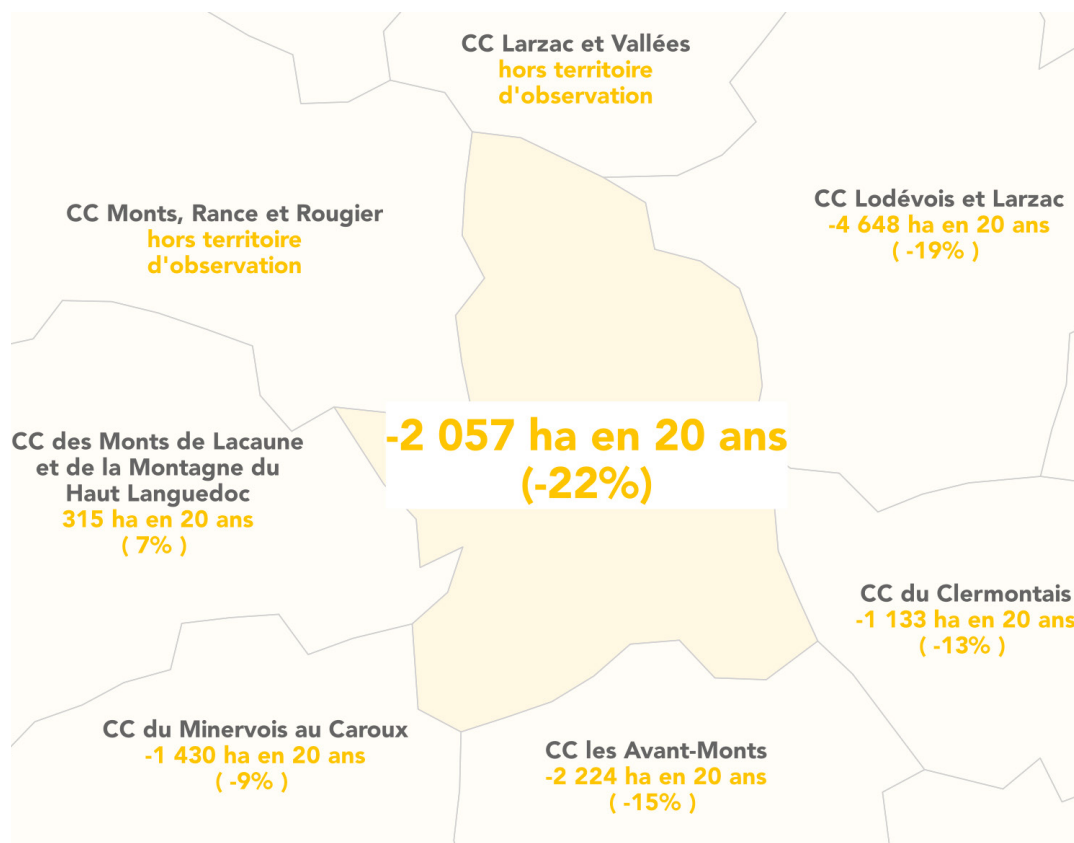 CC Larzac et Vallées
hors territoire
d'observation
CC Monts, Rance et Rougier
hors territoire
d'observation
CC Lodévois et Larzac
-4 648 ha en 20 ans
( -19% )
-2 057 ha en 20 ans
(-22%)
CC des Monts de Lacaune
et de la Montagne du
Haut Languedoc
315 ha en 20 ans
( 7% )
CC du Clermontais
-1 133 ha en 20 ans
( -13% )
CC du Minervois au Caroux
-1 430 ha en 20 ans
( -9% )
CC les Avant-Monts
-2 224 ha en 20 ans
( -15% )